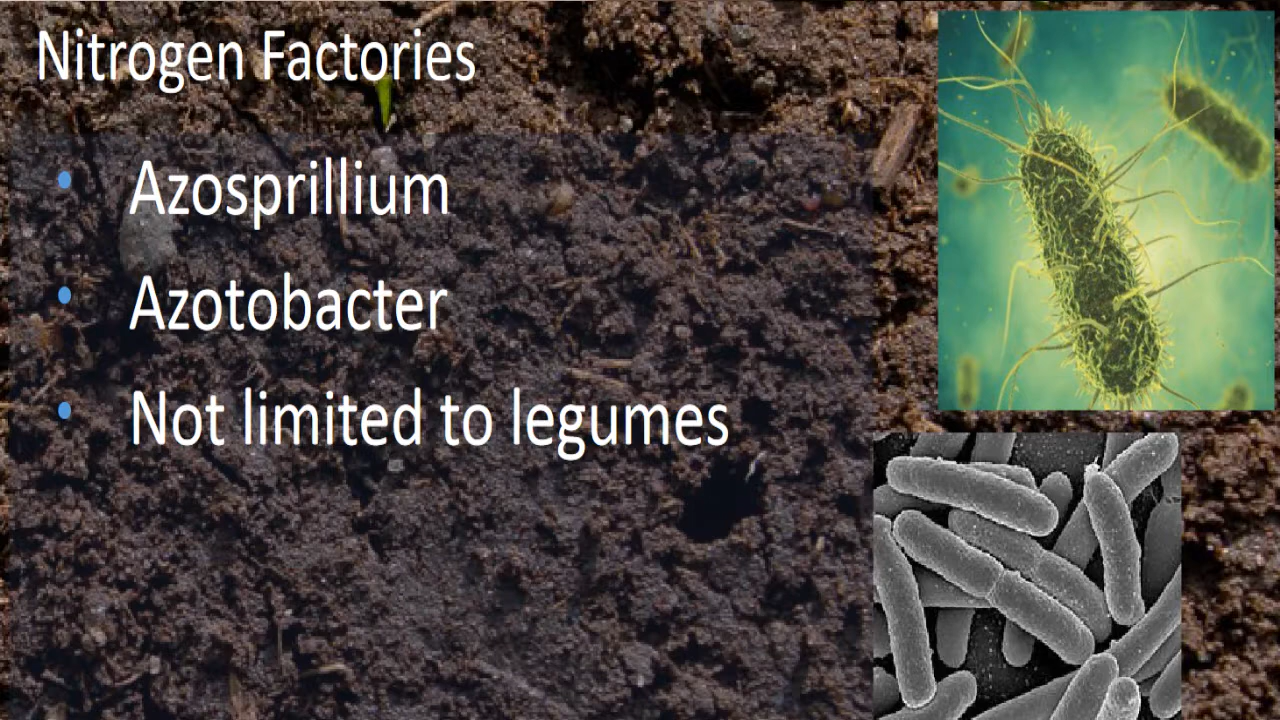 Nitrogen Factories
• Azosprillium
• Azotobacter
• Not limited to legumes